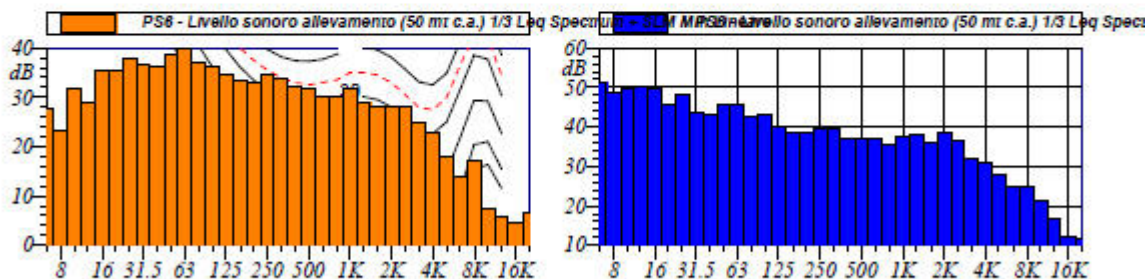 PS6 - Livello sonoro allevamento (50 mt c.a.) 1/3 Leq Spectrum - SLM M
- Livello sonoro allevamento (50 mt c.a.) 1/3 Leq Spect
40
dB
30
20
10
0
8 16 31.5 63 125 250 500 1K 2K 4K 8K 16K
60
dB
50
40
30
20
10
8 16 31.5 63 125 250 500 1K 2K 4K 8K 16K